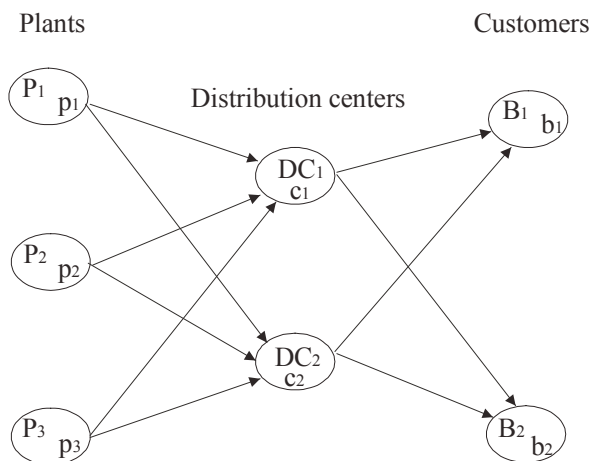 Plants
Customers
Distribution centers
P1 p1
B1 b1
DC1
c1
P2 p2
DC2
c2
P3 p3
B2 b2